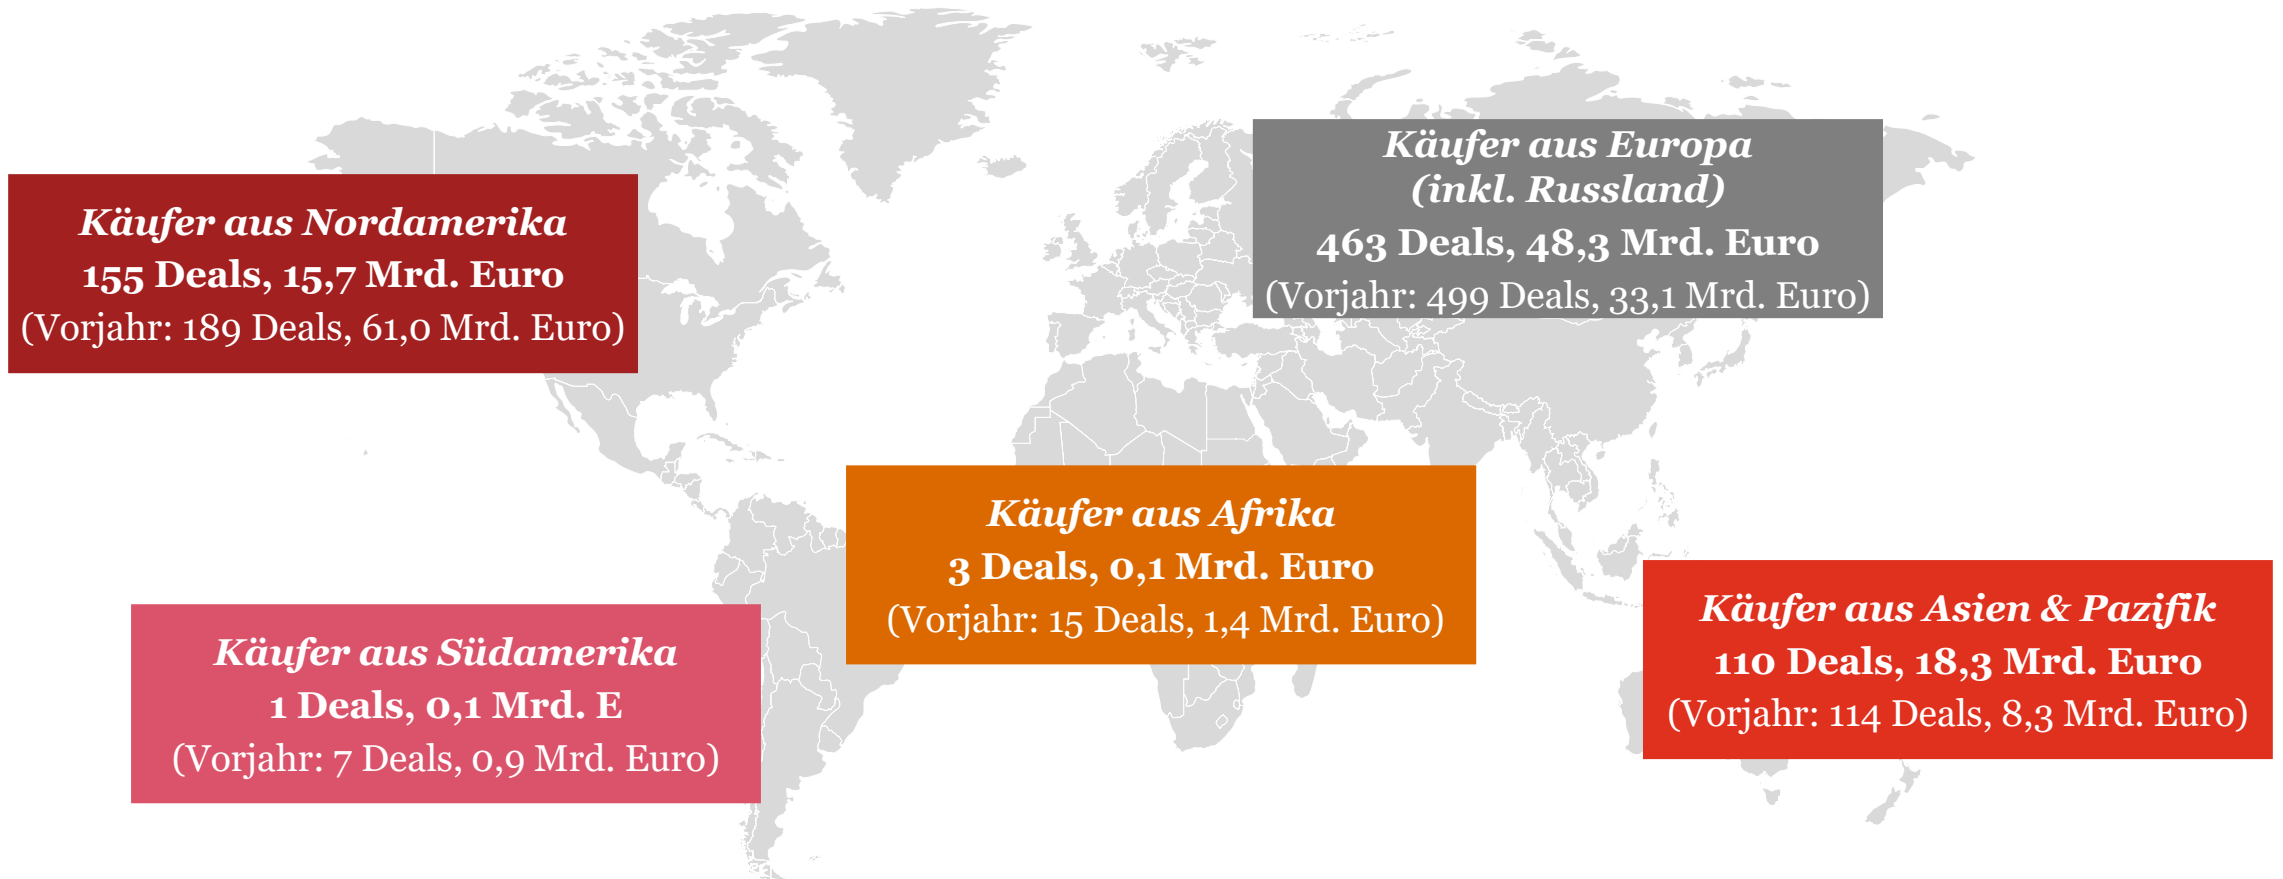 Käufer aus Nordamerika
155 Deals, 15,7 Mrd. Euro
(Vorjahr: 189 Deals, 61,0 Mrd. Euro)
Käufer aus Europa
(inkl. Russland)
463 Deals, 48,3 Mrd. Euro
(Vorjahr: 499 Deals, 33,1 Mrd. Euro)
Käufer aus Afrika
3 Deals, 0,1 Mrd. Euro
(Vorjahr: 15 Deals, 1,4 Mrd. Euro)
Käufer aus Südamerika
1 Deals, 0,1 Mrd. E
(Vorjahr: 7 Deals, 0,9 Mrd. Euro)
Käufer aus Asien & Pazifik
110 Deals, 18,3 Mrd. Euro
(Vorjahr: 114 Deals, 8,3 Mrd. Euro)